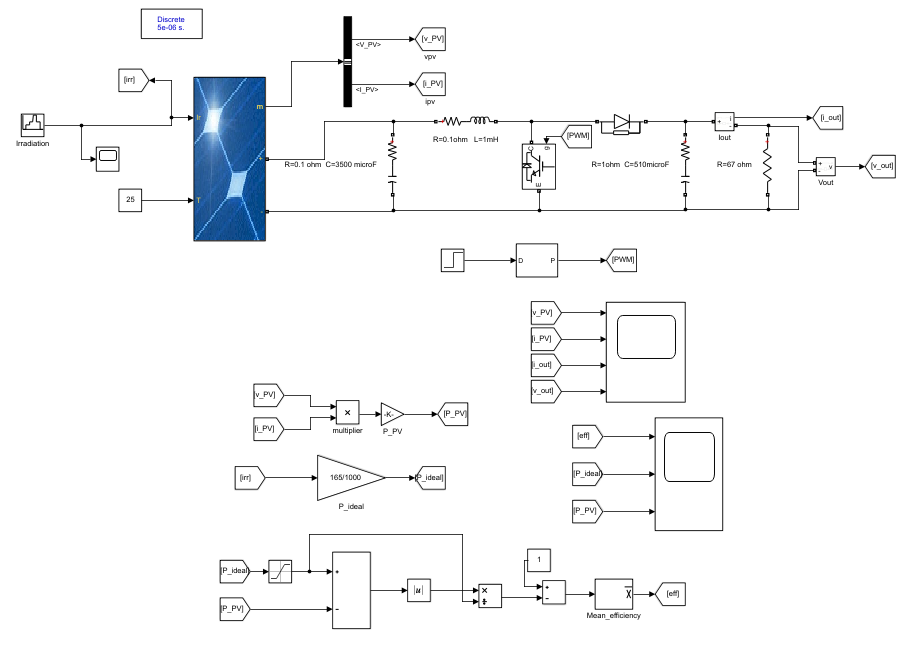 Discrete
5e-06 s.
<V_PV>
[v_PV]
vpv
<I_PV>
[i_PV]
ipv
[irr]
Irradiation
Ir
m
+
-
T
25
R=0.1 ohm C=3500 microF
R=0.1ohm L=1mH
[PWM]
g
C
E
R=1ohm C=510microF
+
i
-
Iout
[i_out]
R=67 ohm
+
-
v
Vout
[v_out]
D
P
[PWM]
[v_PV]
[i_PV]
[i_out]
[v_out]
[v_PV]
[i_PV]
×
multiplier
-K-
P_PV
[P_PV]
[irr]
165/1000
P_ideal
[P_ideal]
[eff]
[P_ideal]
[P_PV]
[P_ideal]
[P_PV]
+
-
|u|
×
÷
1
+
-
x
Mean_efficiency
[eff]